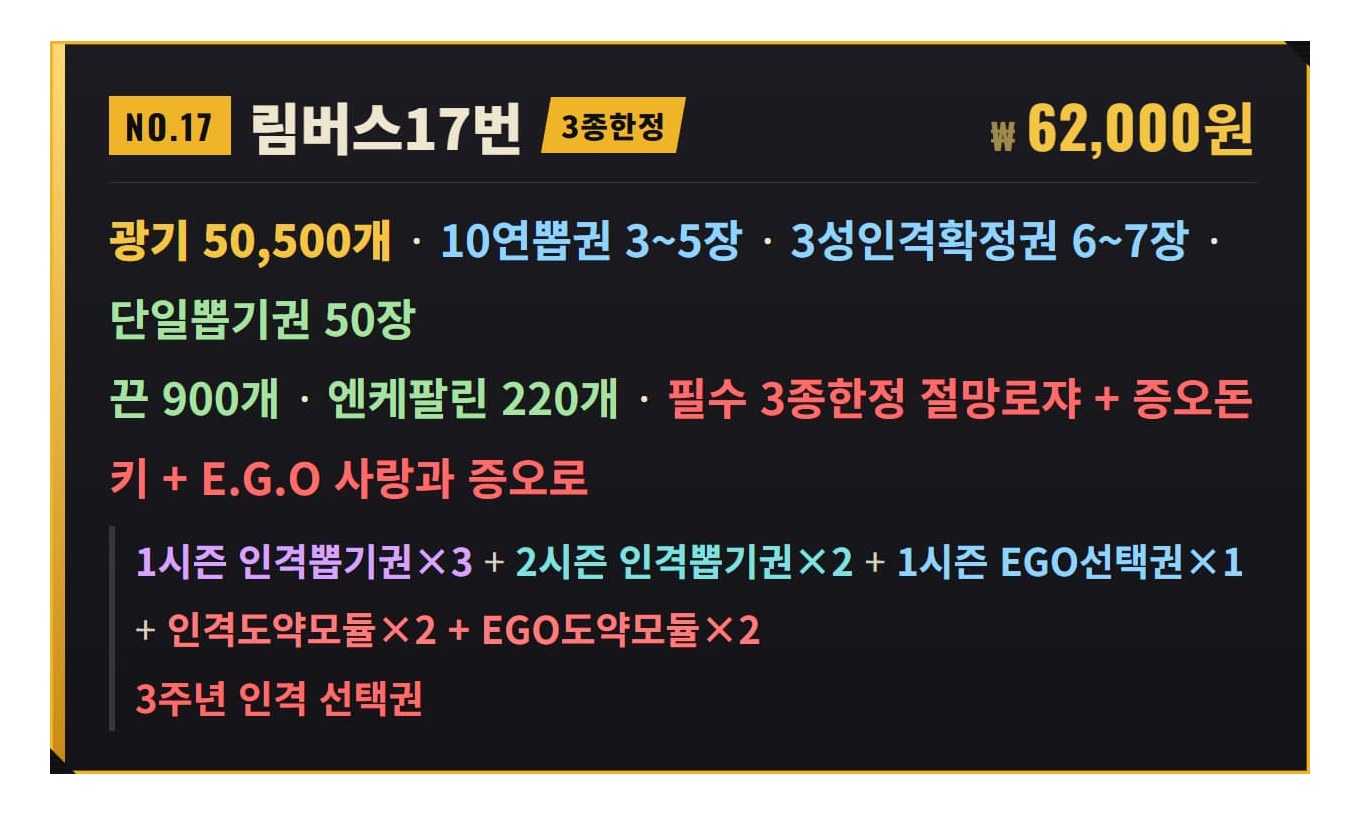 NO.17 림버스17번 3종한정 ₩ 62,000원
광기 50,500개 · 10연뽑권 3~5장 · 3성인격확정권 6~7장 ·
단일뽑기권 50장
끈 900개 · 엔케팔린 220개 · 필수 3종한정 절망로쟈 + 증오돈
키 + E.G.O 사랑과 증오로
1시즌 인격뽑기권×3 + 2시즌 인격뽑기권×2 + 1시즌 EGO선택권×1
+ 인격도약모듈×2 + EGO도약모듈×2
3주년 인격 선택권